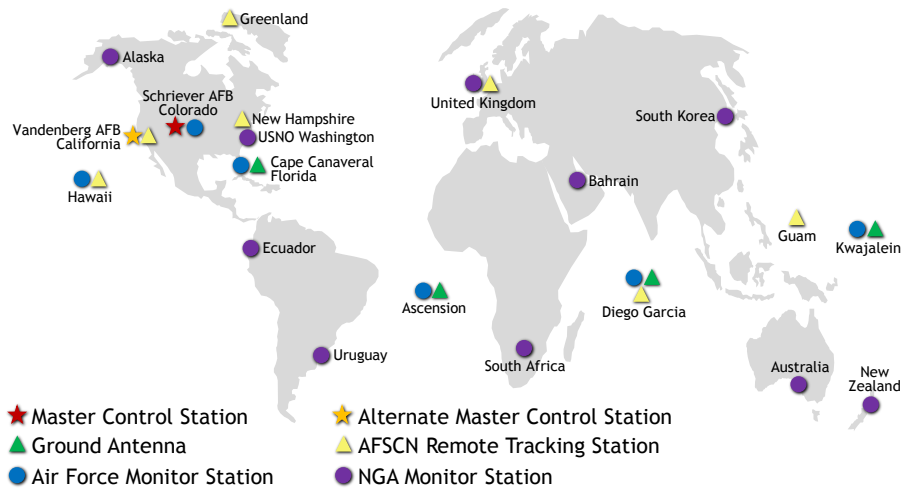 Greenland
Alaska
Schriever AFB
Colorado
New Hampshire
USNO Washington
Vandenberg AFB
California
Cape Canaveral
Florida
Hawaii
United Kingdom
South Korea
Bahrain
Guam
Kwajalein
Ecuador
Ascension
Diego Garcia
Uruguay
South Africa
Australia
New
Zealand
Master Control Station
Alternate Master Control Station
Ground Antenna
AFSCN Remote Tracking Station
Air Force Monitor Station
NGA Monitor Station